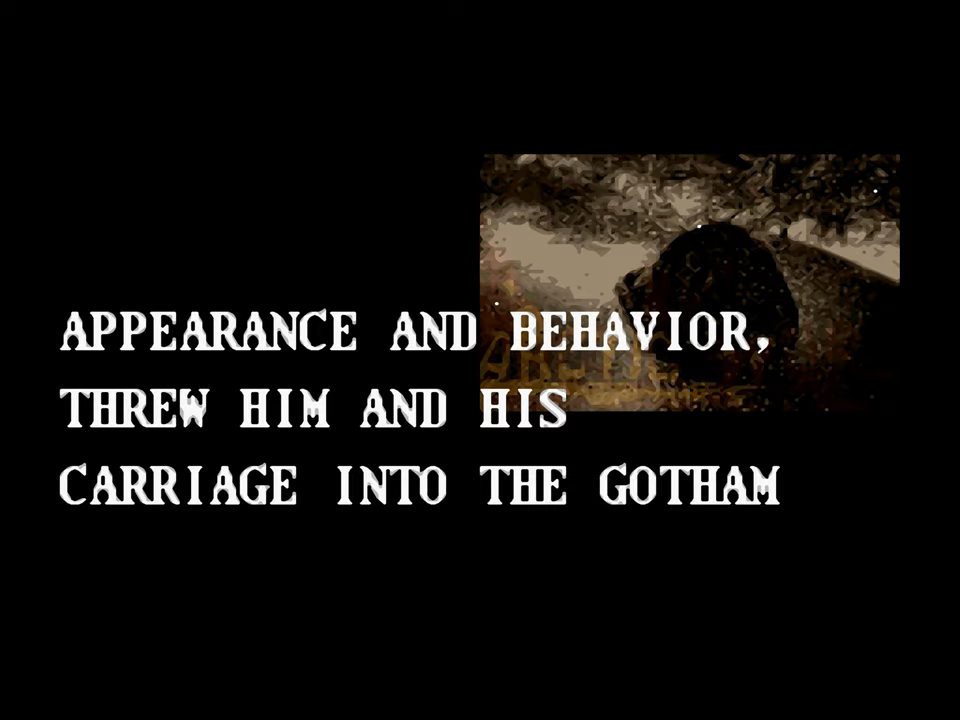 APPEARANCE AND BEHAVIOR,
THREW HIM AND HIS
CARRIAGE INTO THE GOTHAM